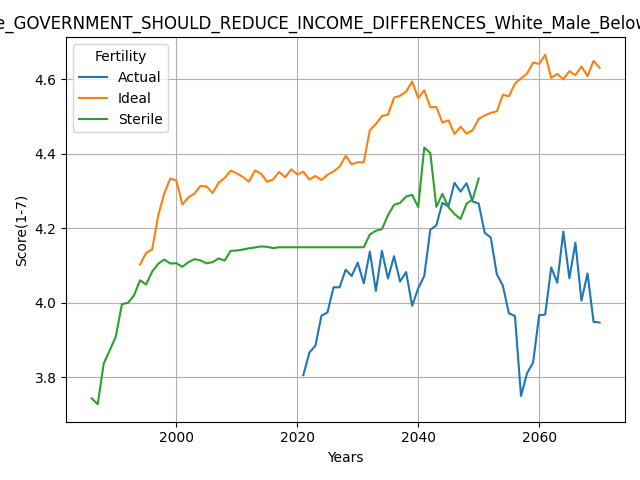 e_GOVERNMENT_SHOULD_REDUCE_INCOME_DIFFERENCES_White_Male_Below
Fertility
Actual
Ideal
Sterile
Score(1-7)
4.6
4.4
4.2
4.0
3.8
2000 2020 2040 2060
Years